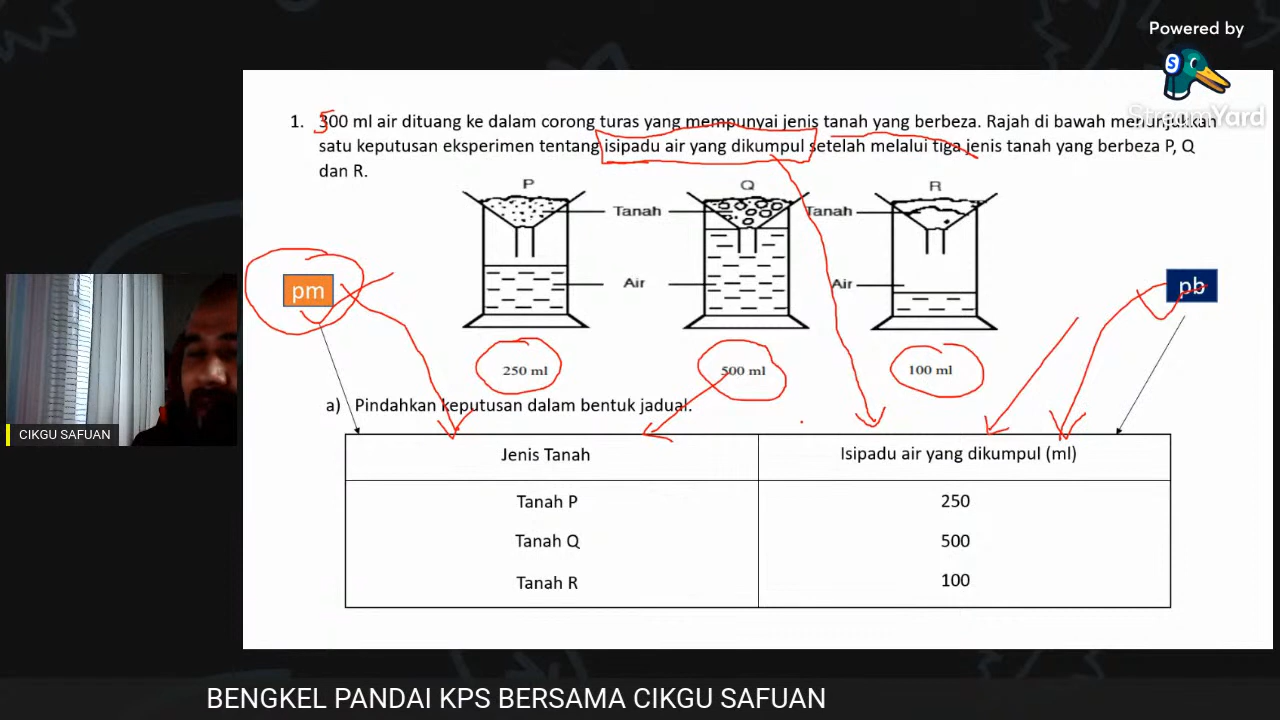 Powered by
StreamYard
1. 500 ml air dituang ke dalam corong turas yang mempunyai jenis tanah yang berbeza. Rajah di bawah menunjukkan
satu keputusan eksperimen tentang isipadu air yang dikumpul setelah melalui tiga jenis tanah yang berbeza P, Q
dan R.
P Q R
Tanah Tanah
pm Air Air pb
250 ml 500 ml 100 ml
a) Pindahkan keputusan dalam bentuk jadual.
CIKGU SAFUAN
Jenis Tanah Isipadu air yang dikumpul (ml)
Tanah P 250
Tanah Q 500
Tanah R 100
BENGKEL PANDAI KPS BERSAMA CIKGU SAFUAN